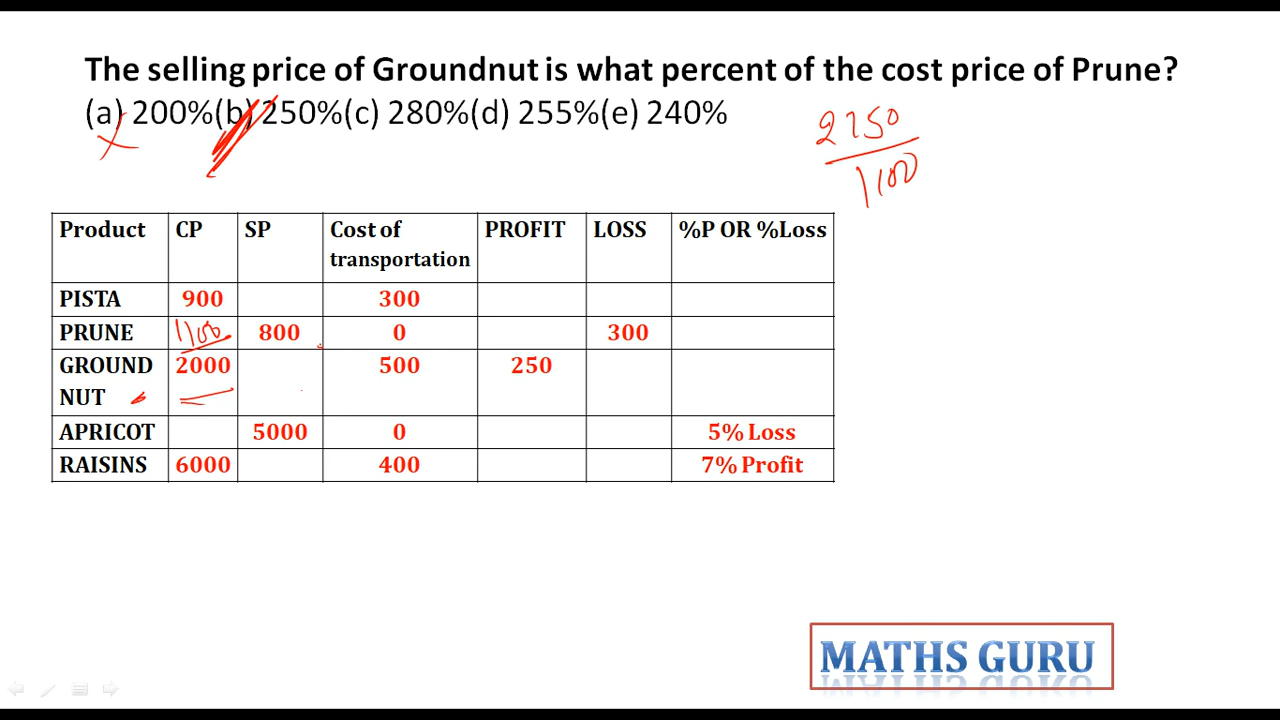 The selling price of Groundnut is what percent of the cost price of Prune?
(a) 200%(b) 250%(c) 280%(d) 255%(e) 240%
2750
1100
Product CP SP Cost of transportation PROFIT LOSS %P OR %Loss
PISTA 900 300
PRUNE 1100 800 0 300
GROUND NUT 2000 500 250
APRICOT 5000 0 5% Loss
RAISINS 6000 400 7% Profit
MATHS GURU